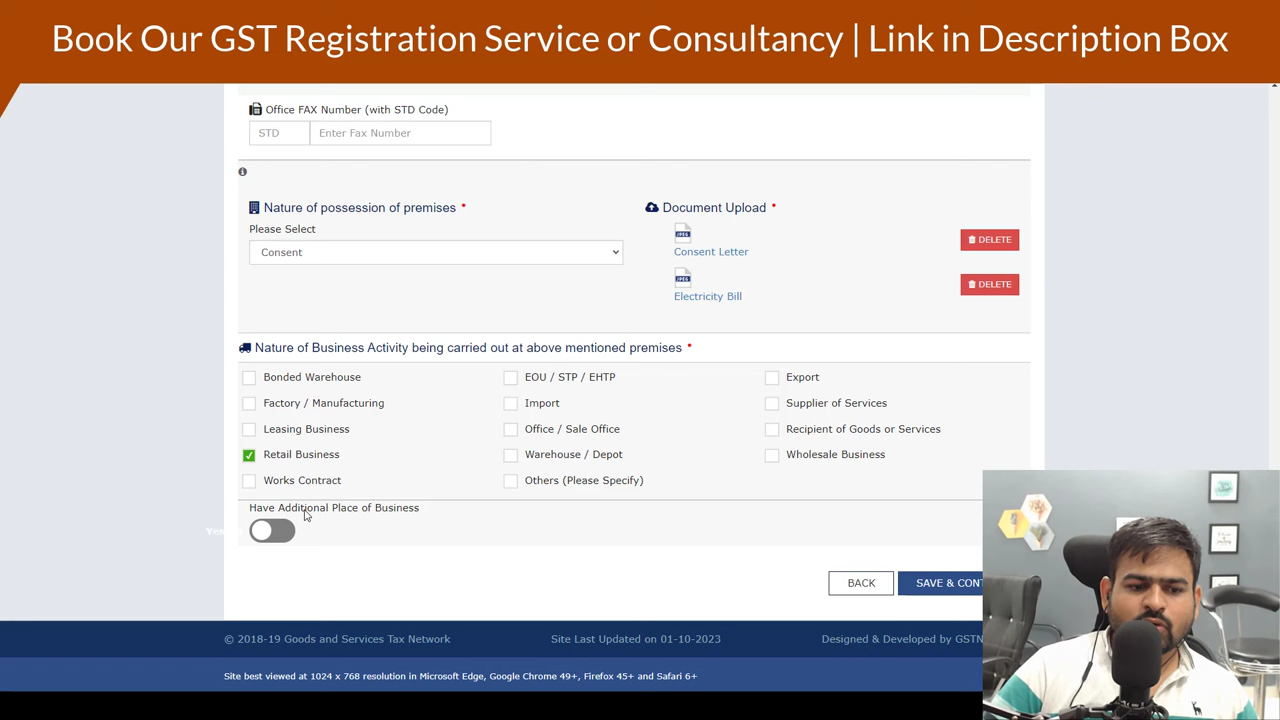 Book Our GST Registration Service or Consultancy | Link in Description Box
Office FAX Number (with STD Code)
STD Enter Fax Number
Nature of possession of premises * Document Upload *
Please Select
Consent
JPEG
Consent Letter
DELETE
JPEG
Electricity Bill
DELETE
Nature of Business Activity being carried out at above mentioned premises *
Bonded Warehouse EOU / STP / EHTP Export
Factory / Manufacturing Import Supplier of Services
Leasing Business Office / Sale Office Recipient of Goods or Services
Retail Business Warehouse / Depot Wholesale Business
Works Contract Others (Please Specify)
Have Additional Place of Business
Yes
BACK SAVE & CONT
© 2018-19 Goods and Services Tax Network Site Last Updated on 01-10-2023 Designed & Developed by GSTN
Site best viewed at 1024 x 768 resolution in Microsoft Edge, Google Chrome 49+, Firefox 45+ and Safari 6+